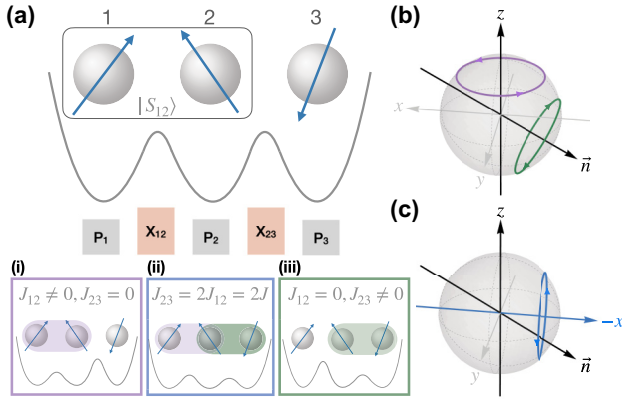 (a)
1 2 3
|S₁₂⟩
P₁ X₁₂ P₂ X₂₃ P₃
(i)
J₁₂ ≠ 0, J₂₃ = 0
(ii)
J₂₃ = 2J₁₂ = 2J
(iii)
J₁₂ = 0, J₂₃ ≠ 0
(b)
z
x
y
n⃗
(c)
z
−x
y
n⃗